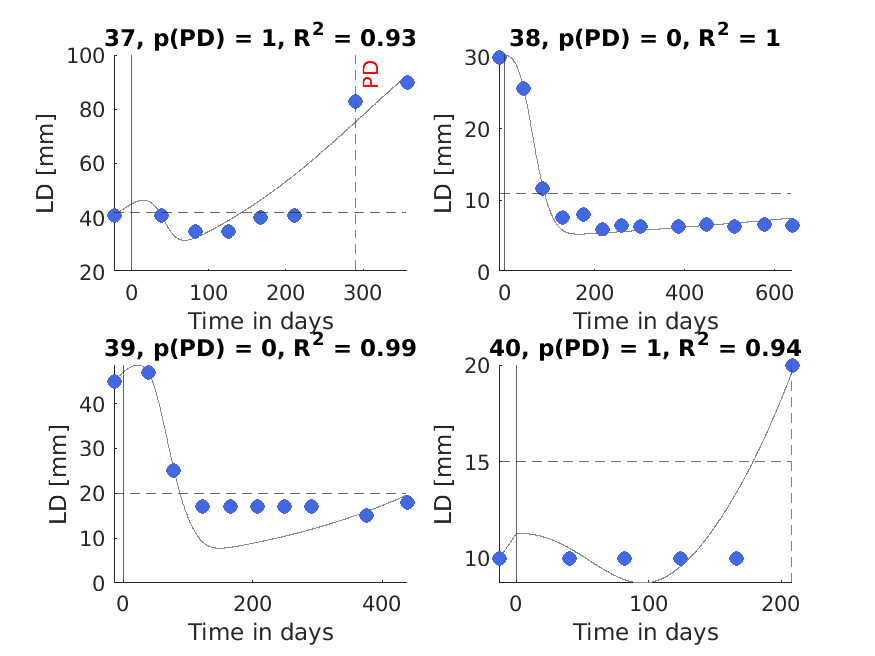 37, p(PD) = 1, R² = 0.93
LD [mm]
100
80
60
40
20
PD
0
100
200
300
Time in days
38, p(PD) = 0, R² = 1
LD [mm]
30
20
10
0
0
200
400
600
Time in days
39, p(PD) = 0, R² = 0.99
LD [mm]
40
30
20
10
0
0
200
400
Time in days
40, p(PD) = 1, R² = 0.94
LD [mm]
20
15
10
0
100
200
Time in days